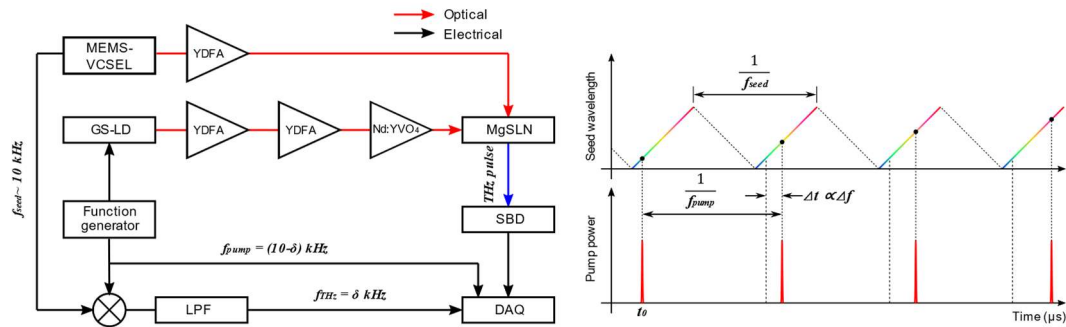 Optical
Electrical
MEMS-
VCSEL
YDFA
GS-LD
YDFA
YDFA
Nd:YVO₄
MgSLN
THz pulse
SBD
Function
generator
f_seed~ 10 kHz
f_pump = (10-δ) kHz
f_THz = δ kHz
LPF
DAQ
Seed wavelength
1
f_seed
1
f_pump
Δt ∝Δf
Pump power
t₀
Time (µs)